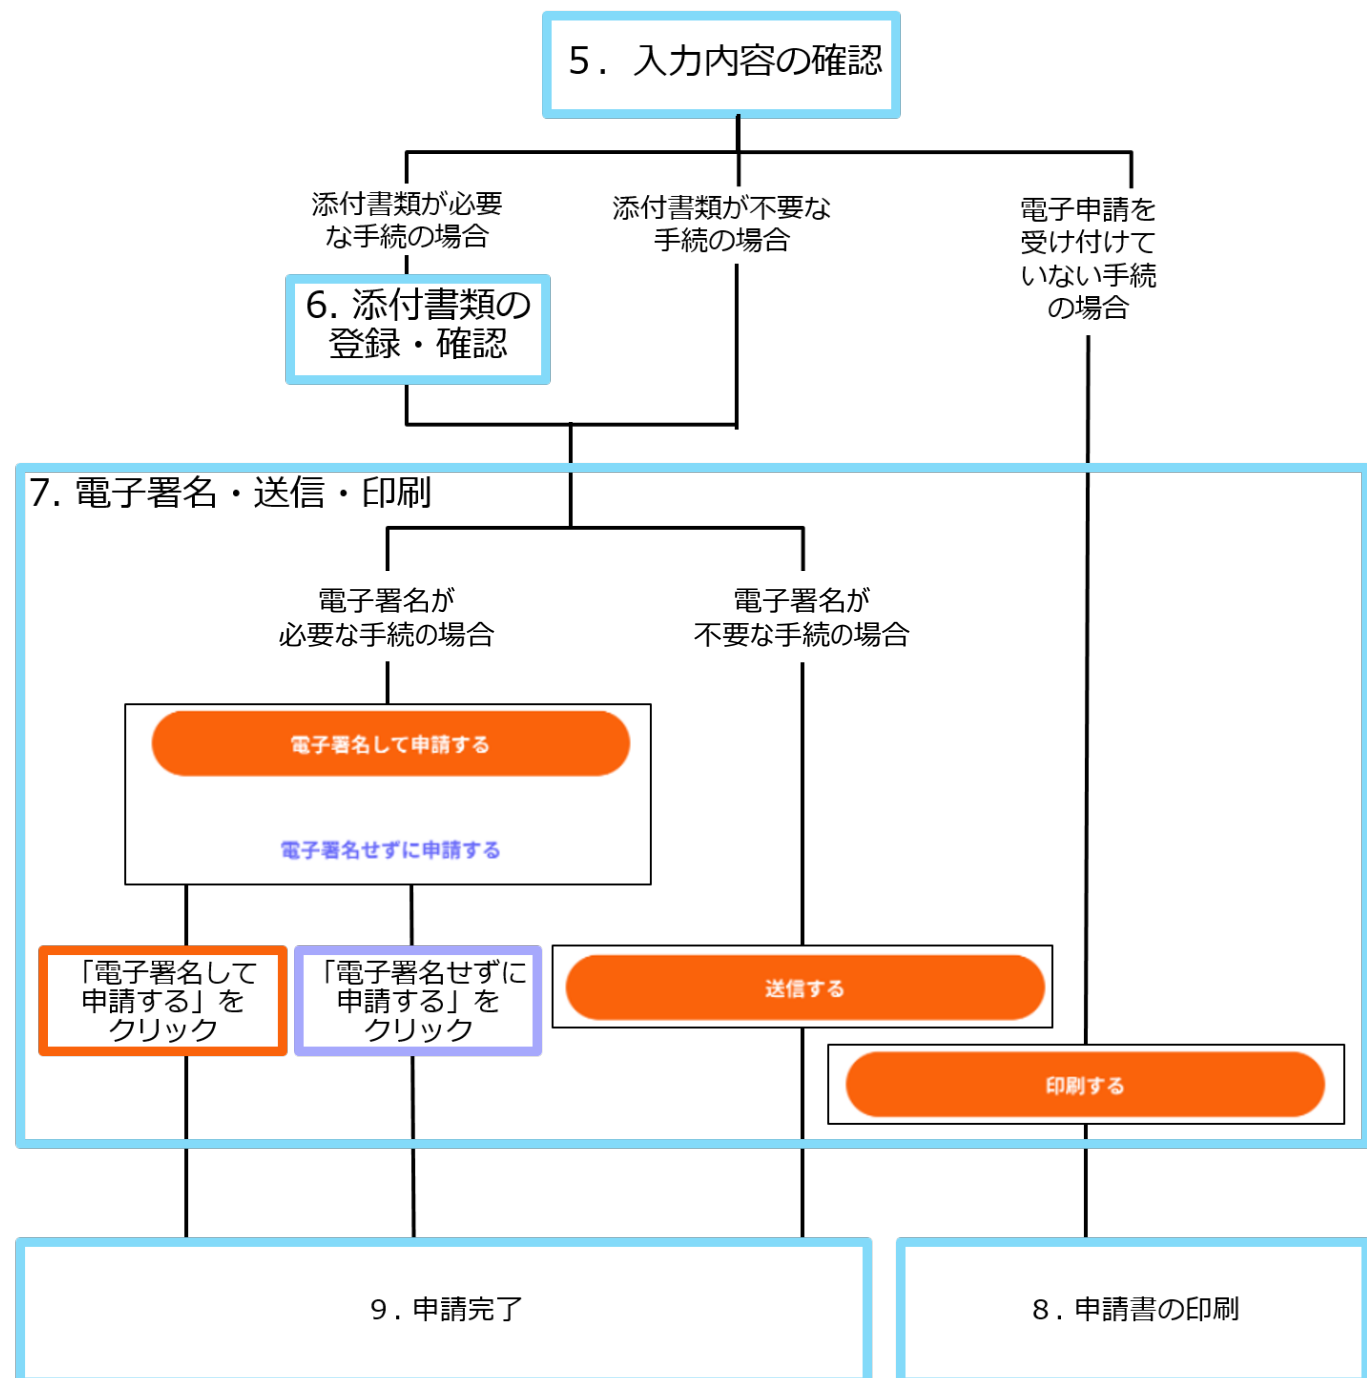 5．入力内容の確認
添付書類が必要
な手続の場合
添付書類が不要な
手続の場合
電子申請を
受け付けて
いない手続
の場合
6. 添付書類の
登録・確認
7. 電子署名・送信・印刷
電子署名が
必要な手続の場合
電子署名が
不要な手続の場合
電子署名して申請する
電子署名せずに申請する
「電子署名して
申請する」を
クリック
「電子署名せずに
申請する」を
クリック
送信する
印刷する
９. 申請完了
８. 申請書の印刷